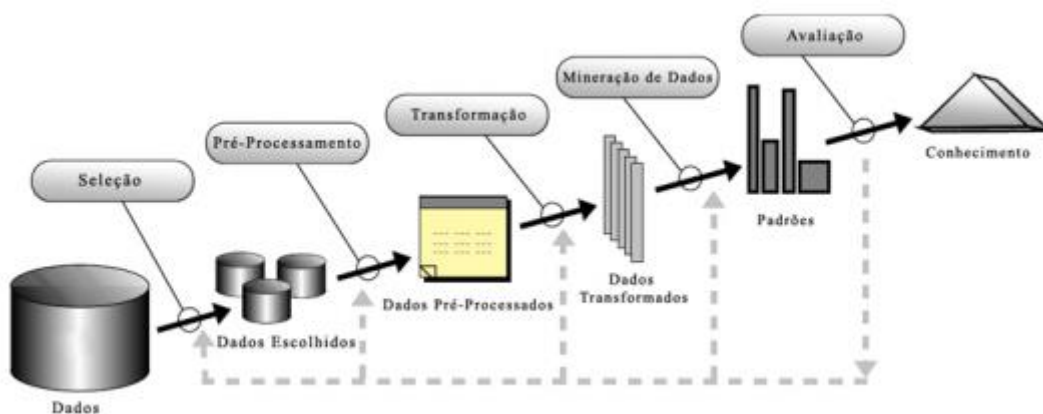 Avaliação
Mineração de Dados
Transformação
Pré-Processamento
Seleção
Conhecimento
Padrões
Dados
Transformados
Dados Pré-Processados
Dados Escolhidos
Dados